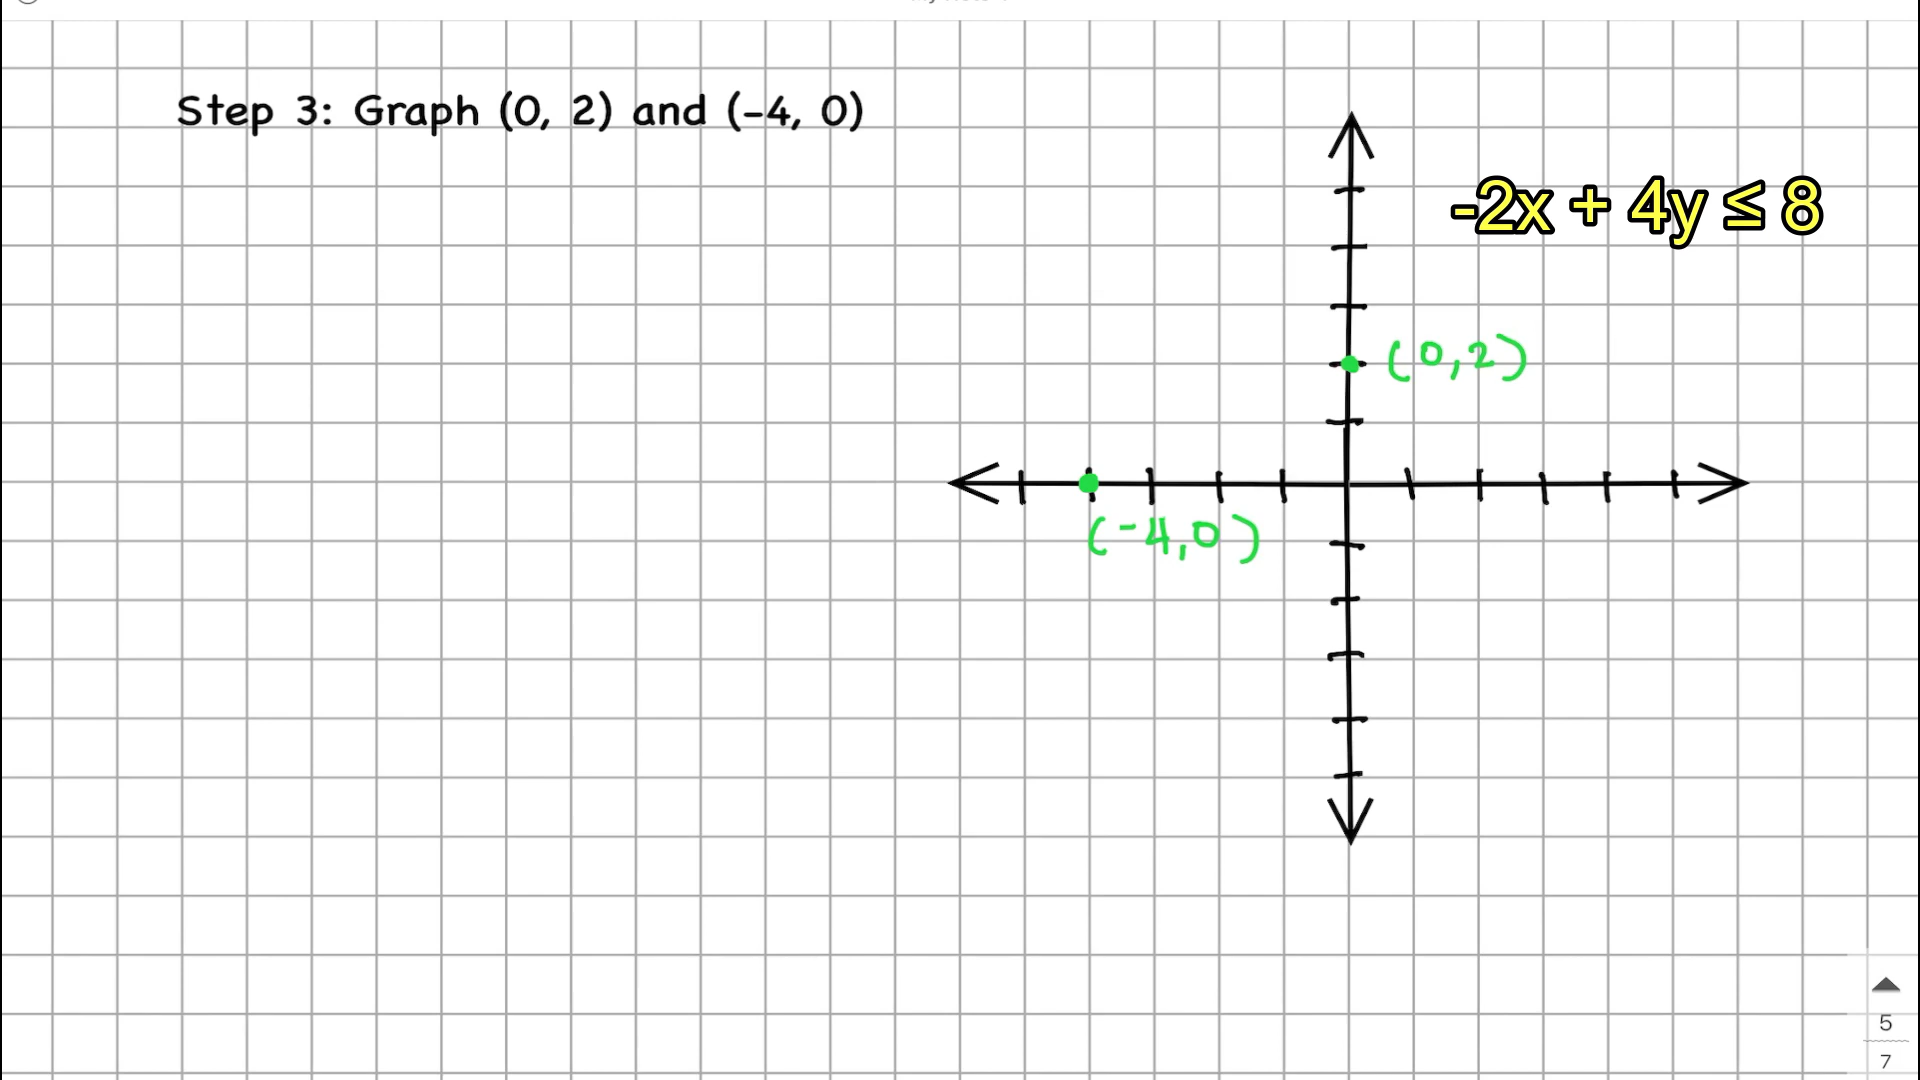 Step 3: Graph (0, 2) and (-4, 0)
-2x + 4y ≤ 8
(0,2)
(-4,0)
5
7